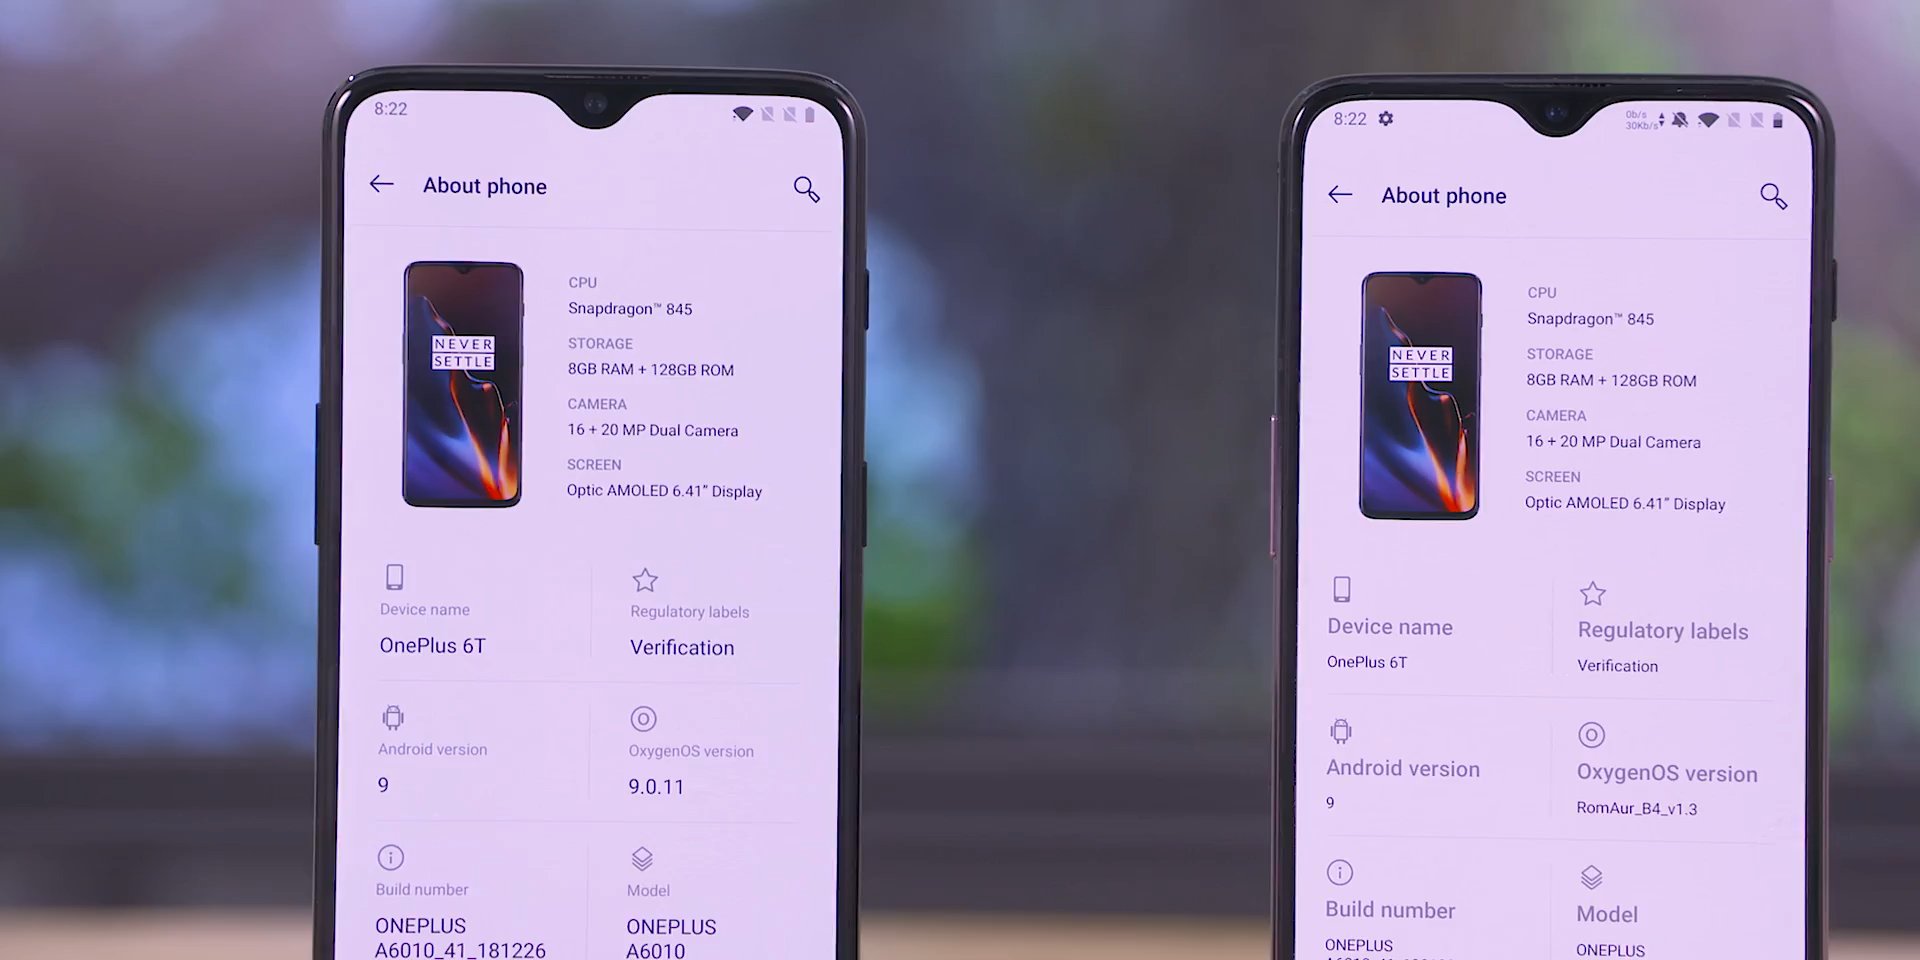 8:22
About phone
NEVER
SETTLE
CPU
Snapdragon™ 845
STORAGE
8GB RAM + 128GB ROM
CAMERA
16 + 20 MP Dual Camera
SCREEN
Optic AMOLED 6.41” Display
Device name
OnePlus 6T
Regulatory labels
Verification
Android version
9
OxygenOS version
9.0.11
Build number
ONEPLUS
A6010_41_181226
Model
ONEPLUS
A6010
8:22
0b/s
30Kb/s
About phone
NEVER
SETTLE
CPU
Snapdragon™ 845
STORAGE
8GB RAM + 128GB ROM
CAMERA
16 + 20 MP Dual Camera
SCREEN
Optic AMOLED 6.41” Display
Device name
OnePlus 6T
Regulatory labels
Verification
Android version
9
OxygenOS version
RomAur_B4_v1.3
Build number
ONEPLUS
Model
ONEPLUS